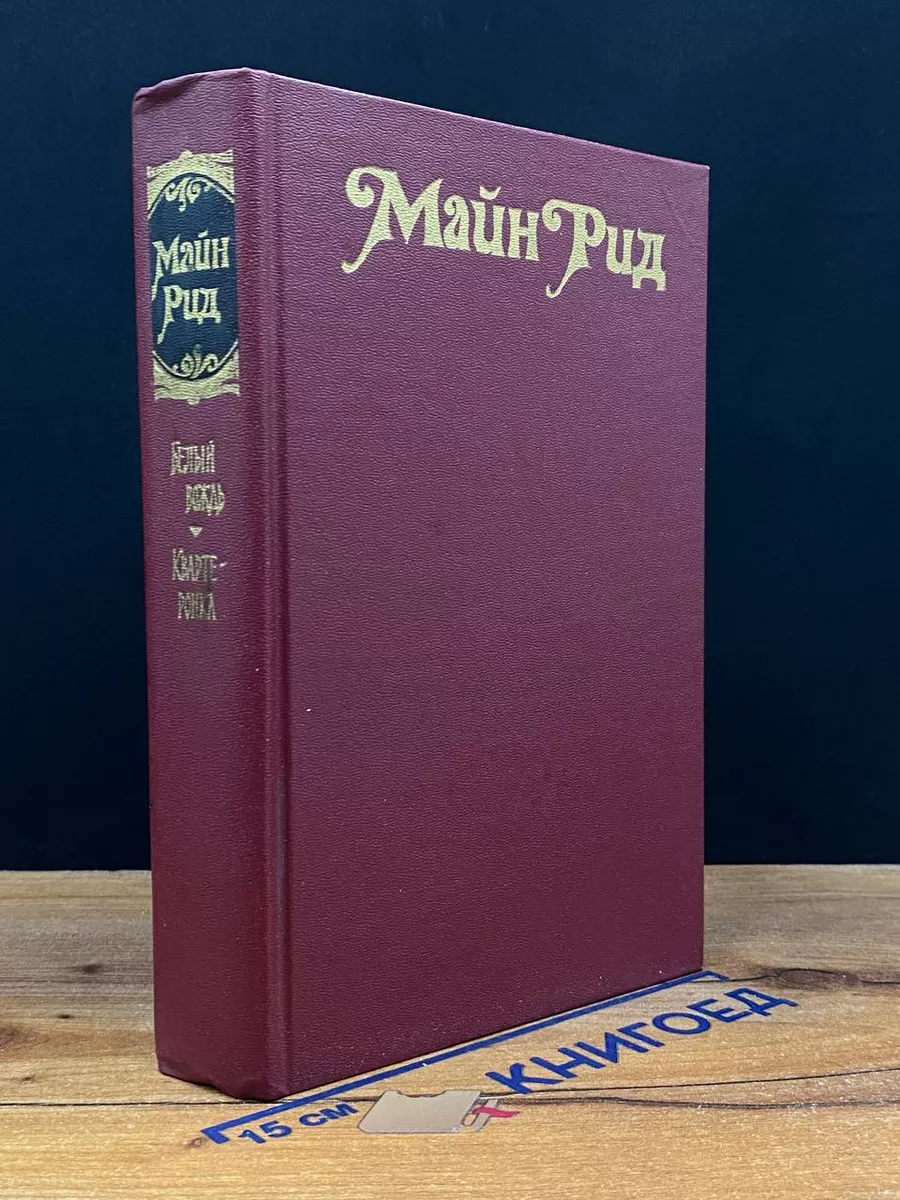 Майн Рид
Майн
Рид
Белый
вождь
Кварте-
ронка
15 см
КНИГОЕД